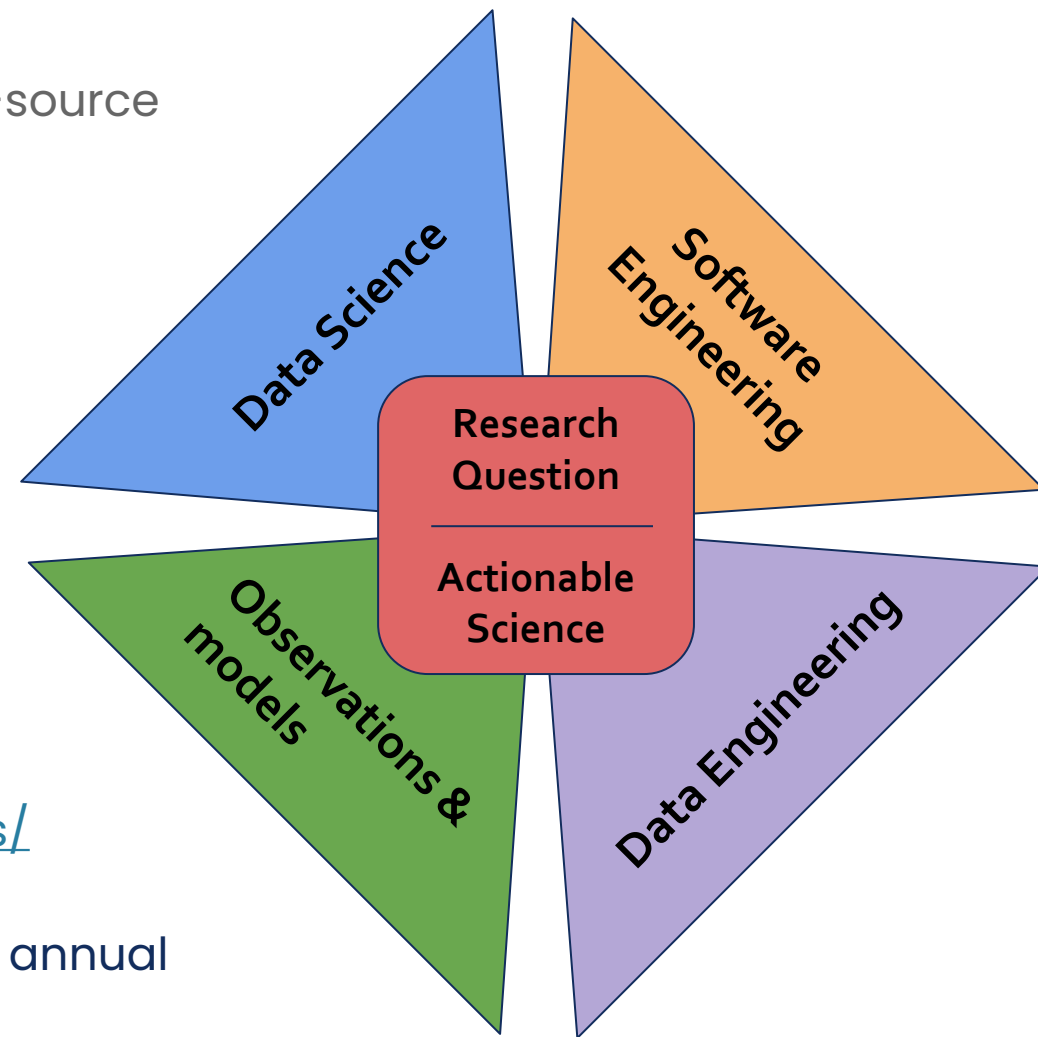 source
Data Science
Software
Engineering
Research
Question
Actionable
Science
Observations &
models
Data Engineering
s/
annual